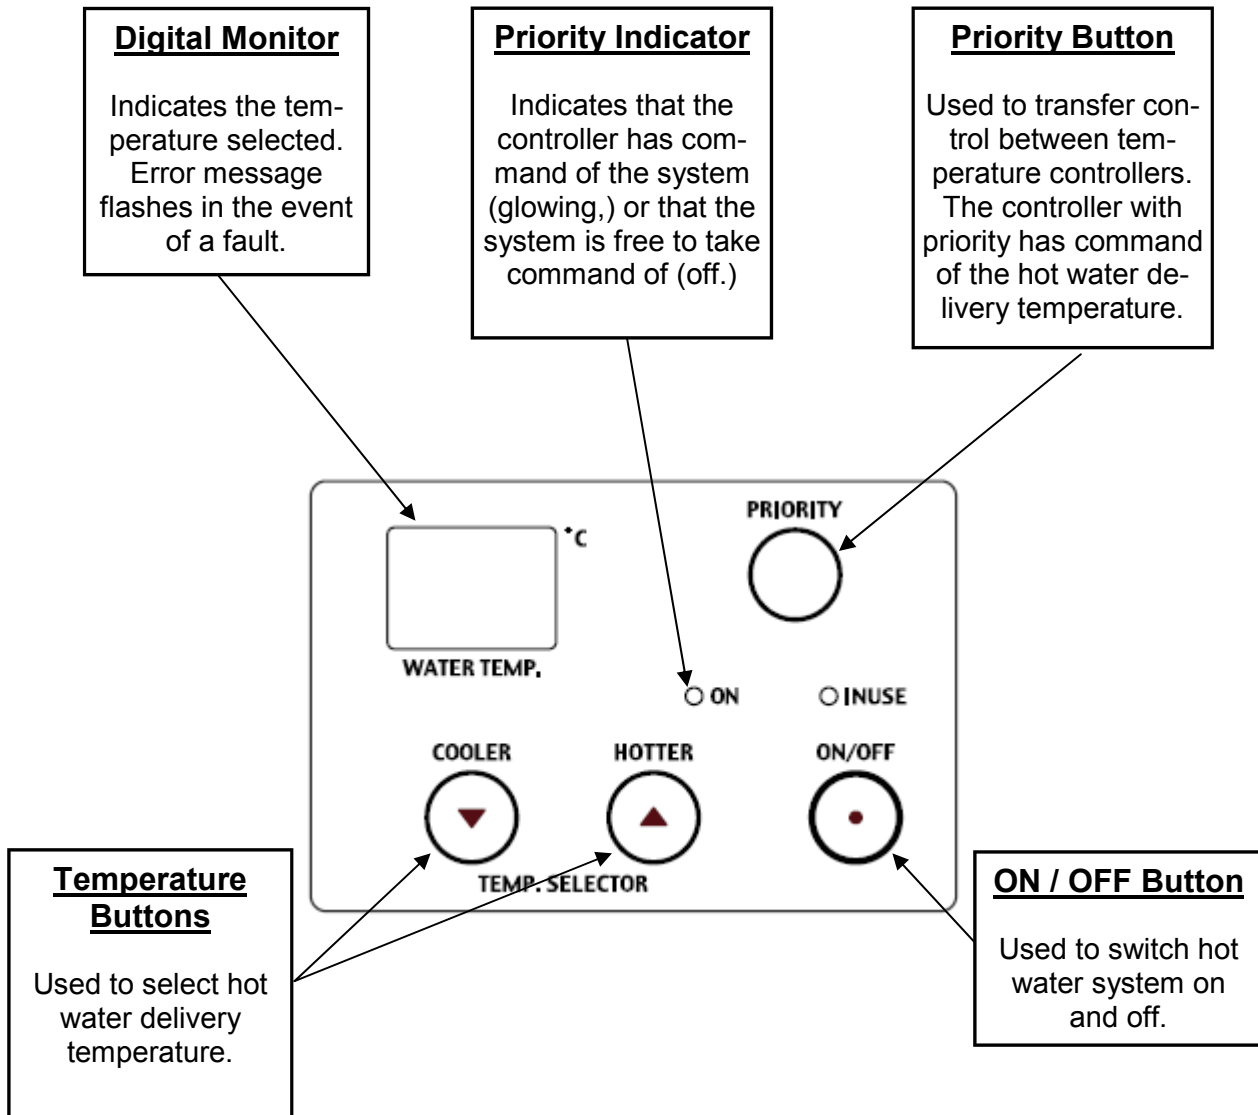 Digital Monitor
Indicates the tem-
perature selected.
Error message
flashes in the event
of a fault.
Priority Indicator
Indicates that the
controller has com-
mand of the system
(glowing,) or that the
system is free to take
command of (off.)
Priority Button
Used to transfer con-
trol between tem-
perature controllers.
The controller with
priority has command
of the hot water de-
livery temperature.
PRIORITY
°C
WATER TEMP.
ON
INUSE
COOLER
HOTTER
ON/OFF
TEMP. SELECTOR
Temperature
Buttons
Used to select hot
water delivery
temperature.
ON / OFF Button
Used to switch hot
water system on
and off.